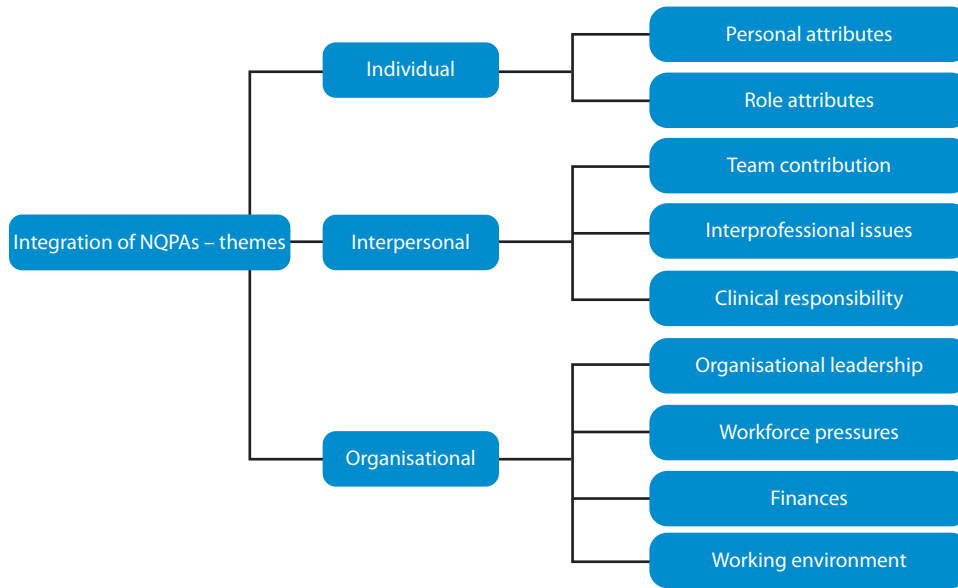 Integration of NQPAs – themes
Individual
Personal attributes
Role attributes
Interpersonal
Team contribution
Interprofessional issues
Clinical responsibility
Organisational
Organisational leadership
Workforce pressures
Finances
Working environment